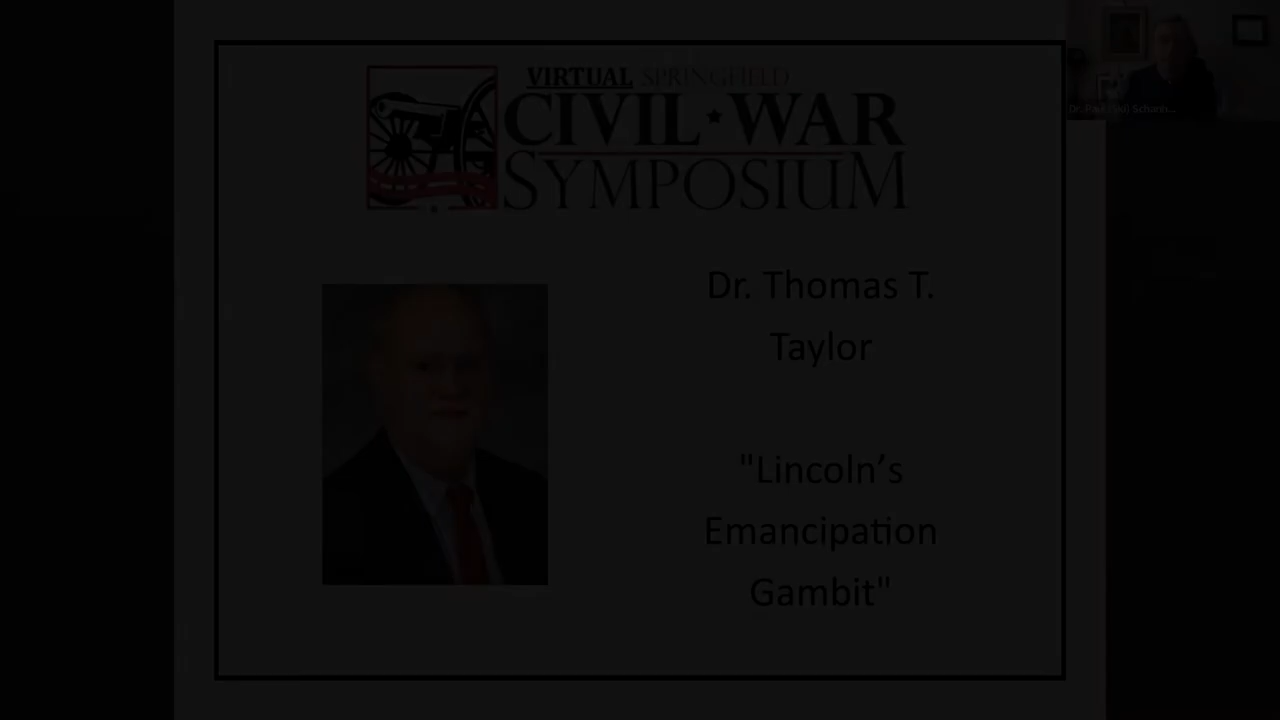 VIRTUAL SPRINGFIELD
CIVIL★WAR
SYMPOSIUM
Dr. Thomas T.
Taylor
"Lincoln’s
Emancipation
Gambit"